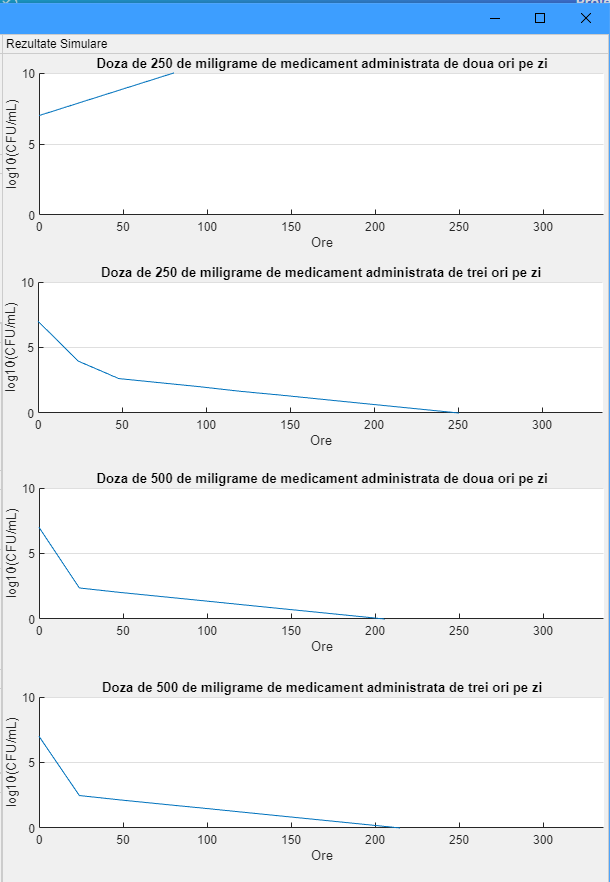 Rezultate Simulare
Doza de 250 de miligrame de medicament administrata de doua ori pe zi
10
5
0
log10(CFU/mL)
0 50 100 150 200 250 300
Ore
Doza de 250 de miligrame de medicament administrata de trei ori pe zi
10
5
0
log10(CFU/mL)
0 50 100 150 200 250 300
Ore
Doza de 500 de miligrame de medicament administrata de doua ori pe zi
10
5
0
log10(CFU/mL)
0 50 100 150 200 250 300
Ore
Doza de 500 de miligrame de medicament administrata de trei ori pe zi
10
5
0
log10(CFU/mL)
0 50 100 150 200 250 300
Ore